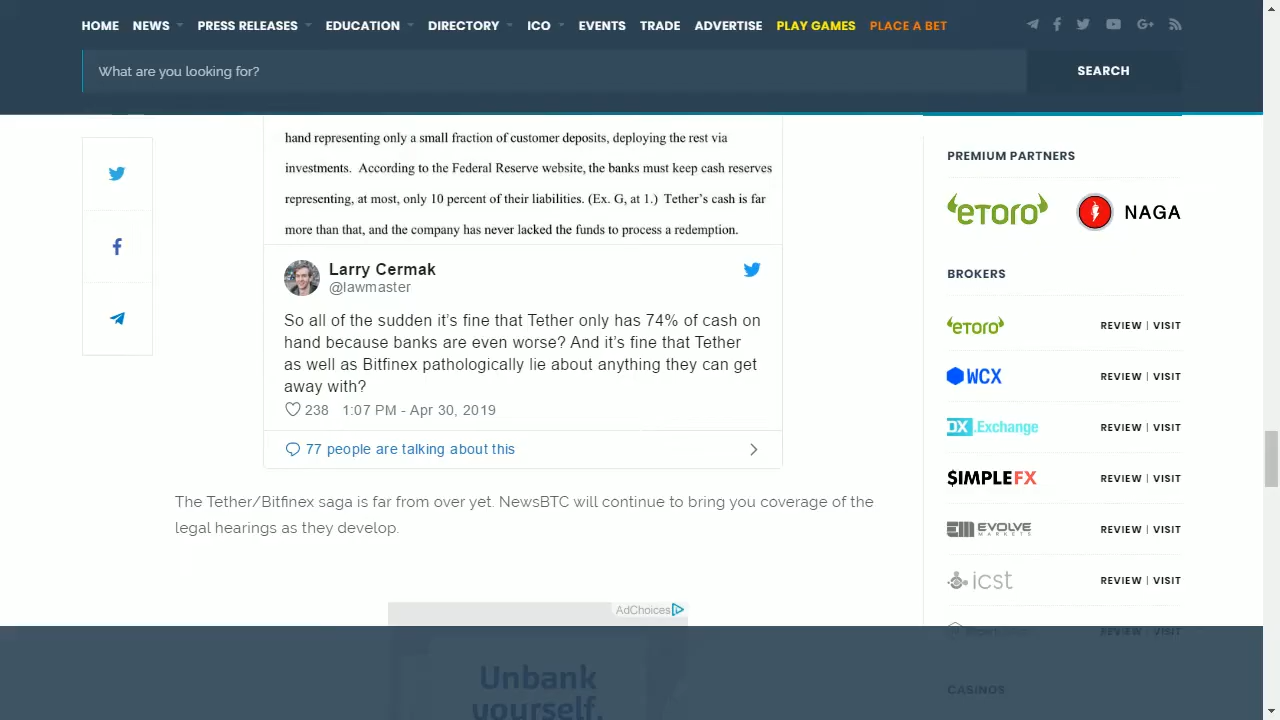 HOME NEWS PRESS RELEASES EDUCATION DIRECTORY ICO EVENTS TRADE ADVERTISE PLAY GAMES PLACE A BET
What are you looking for? SEARCH
hand representing only a small fraction of customer deposits, deploying the rest via
investments. According to the Federal Reserve website, the banks must keep cash reserves
representing, at most, only 10 percent of their liabilities. (Ex. G, at 1.) Tether's cash is far
more than that, and the company has never lacked the funds to process a redemption.
Larry Cermak
@lawmaster
So all of the sudden it's fine that Tether only has 74% of cash on
hand because banks are even worse? And it's fine that Tether
as well as Bitfinex pathologically lie about anything they can get
away with?
238 1:07 PM - Apr 30, 2019
77 people are talking about this
The Tether/Bitfinex saga is far from over yet. NewsBTC will continue to bring you coverage of the
legal hearings as they develop.
AdChoices
Unbank
yourself.
PREMIUM PARTNERS
eToro NAGA
BROKERS
eToro REVIEW | VISIT
WCX REVIEW | VISIT
DX.Exchange REVIEW | VISIT
$IMPLEFX REVIEW | VISIT
EVOLVE MARKETS REVIEW | VISIT
icst REVIEW | VISIT
REVIEW | VISIT
CASINOS